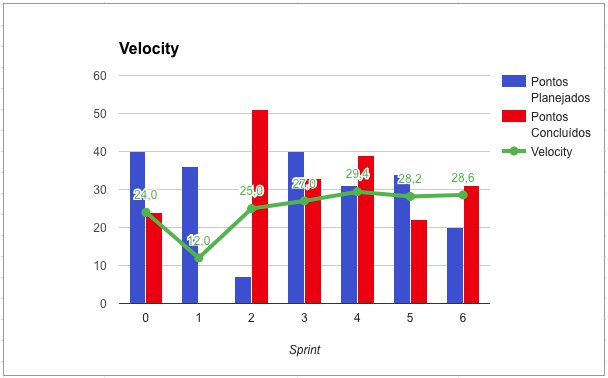 Velocity
60
50
40
30
20
10
0
24,0
12,0
25,0
27,0
29,4
28,2
28,6
0 1 2 3 4 5 6
Sprint
Pontos
Planejados
Pontos
Concluídos
Velocity